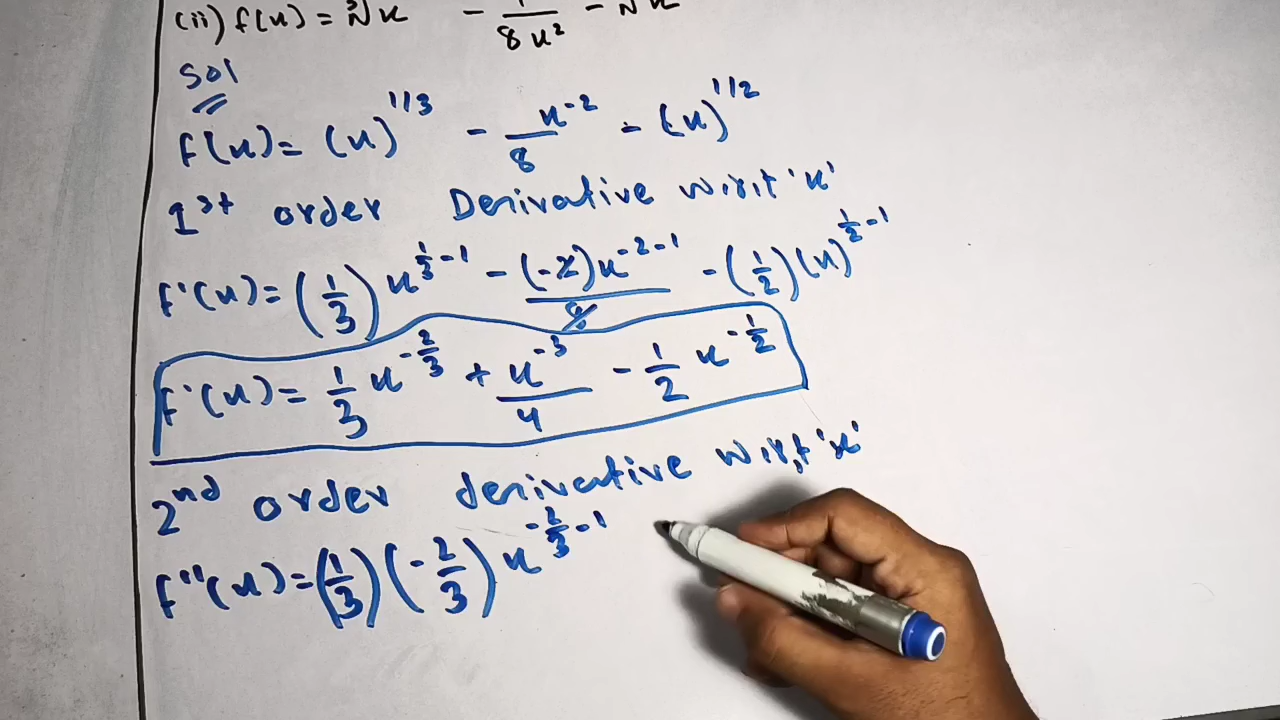 (ii) f(x) = ∛x - 1/8x² - √x
Sol
f(x) = (x)^1/3 - x^-2/8 - (x)^1/2
1st order Derivative w.r.t 'x'
f'(x) = (1/3) x^1/3-1 - (-2)x^-2-1/8 - (1/2)(x)^1/2-1
f'(x) = 1/3 x^-2/3 + x^-3/4 - 1/2 x^-1/2
2nd order derivative w.r.t 'x'
f''(x) = (1/3)(-2/3) x^-2/3-1